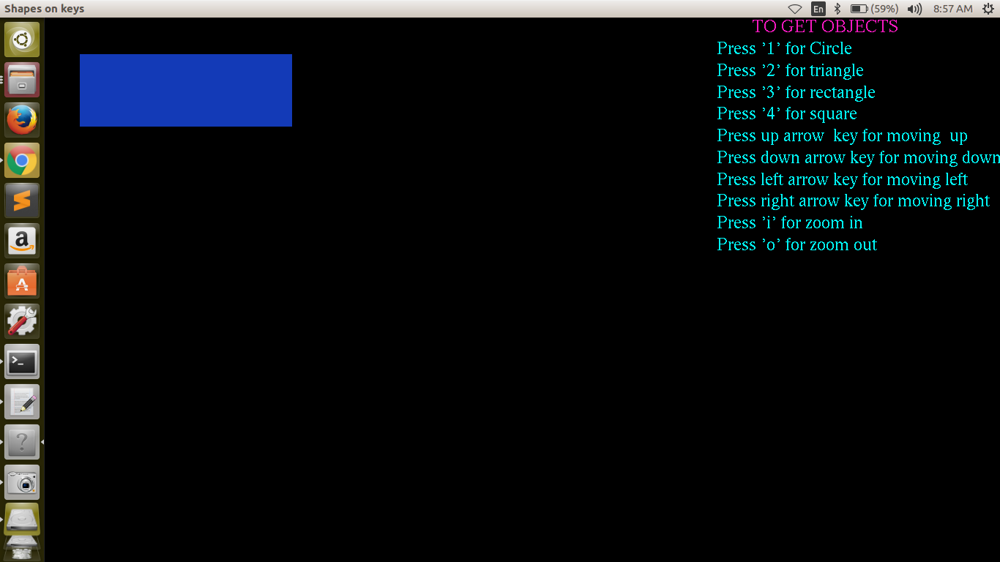 Shapes on keys
En
(59%)
8:57 AM
TO GET OBJECTS
Press ’1’ for Circle
Press ’2’ for triangle
Press ’3’ for rectangle
Press ’4’ for square
Press up arrow  key for moving  up
Press down arrow key for moving down
Press left arrow key for moving left
Press right arrow key for moving right
Press ’i’ for zoom in
Press ’o’ for zoom out
a
A
>_
?